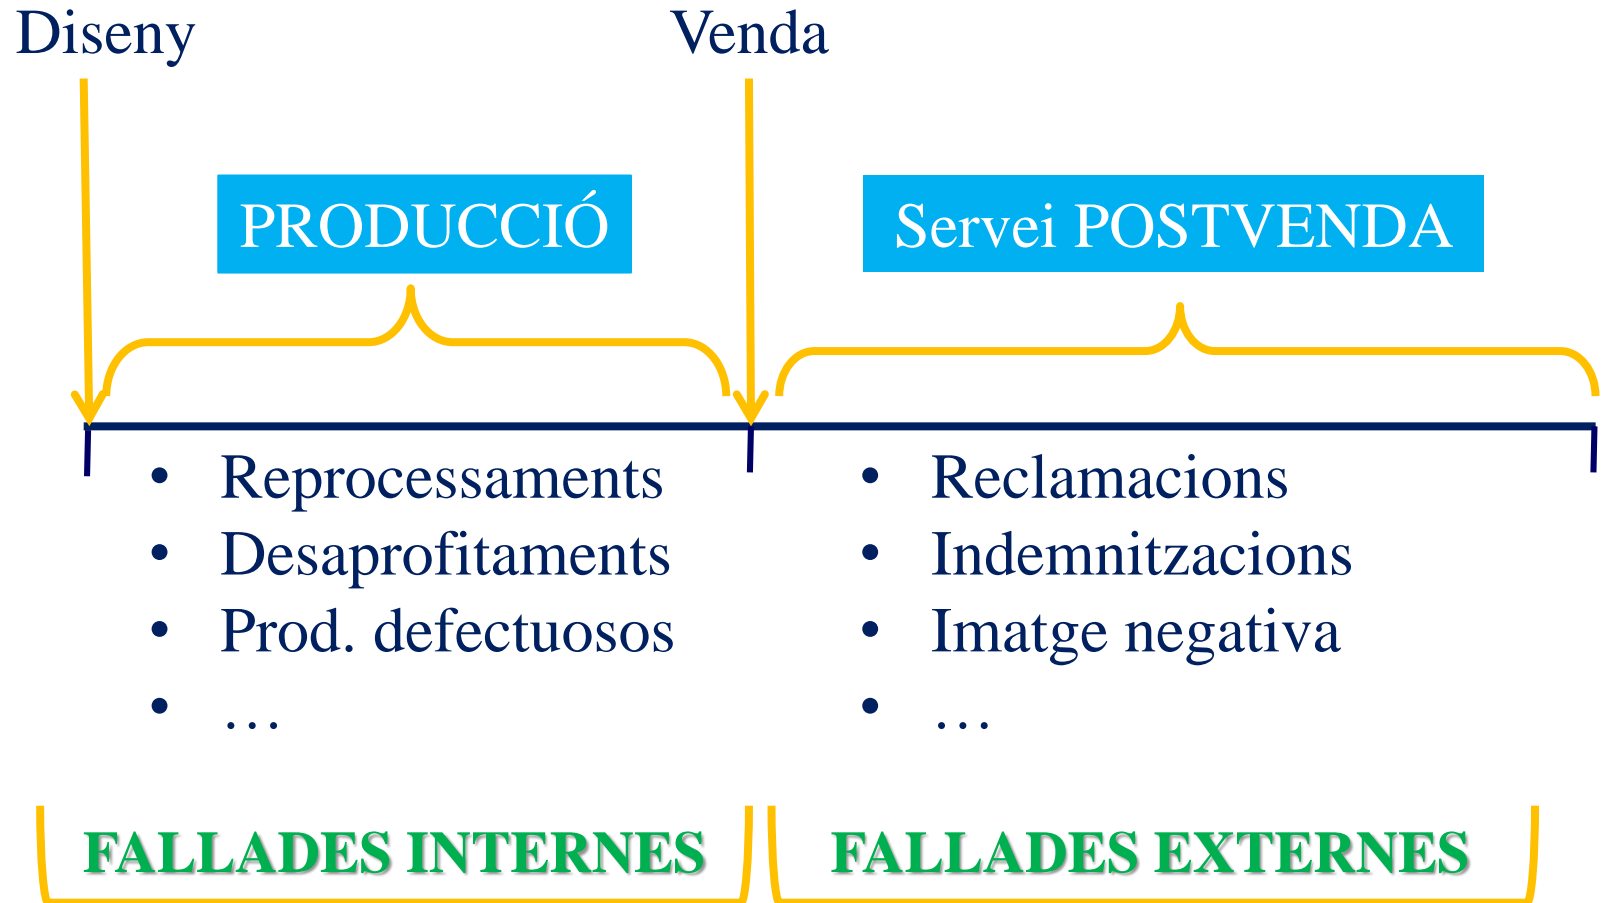 Diseny
Venda
PRODUCCIÓ
Servei POSTVENDA
• Reprocessaments
• Desaprofitaments
• Prod. defectuosos
• …
• Reclamacions
• Indemnitzacions
• Imatge negativa
• …
FALLADES INTERNES
FALLADES EXTERNES